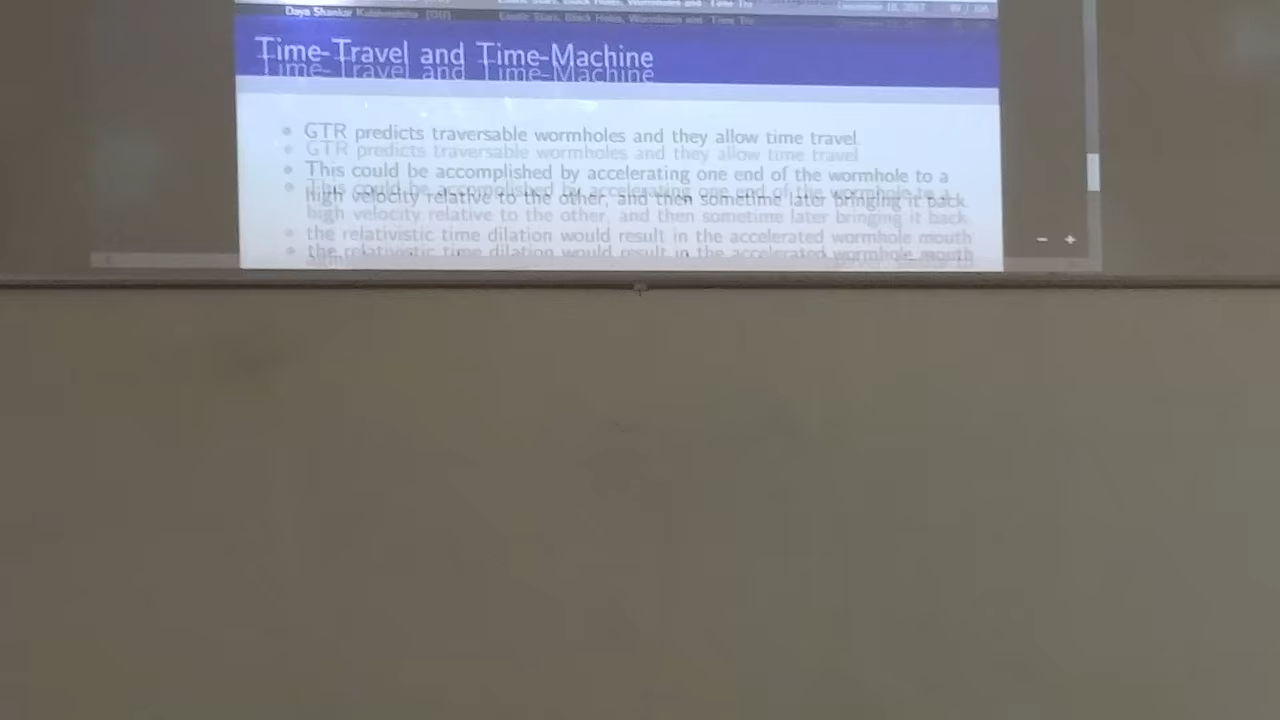 Daya Shankar
Time-Travel and Time-Machine
GTR predicts traversable wormholes and they allow time travel
This could be accomplished by accelerating one end of the wormhole to a
high velocity relative to the other, and then sometime later bringing it back
the relativistic time dilation would result in the accelerated wormhole mouth
- +